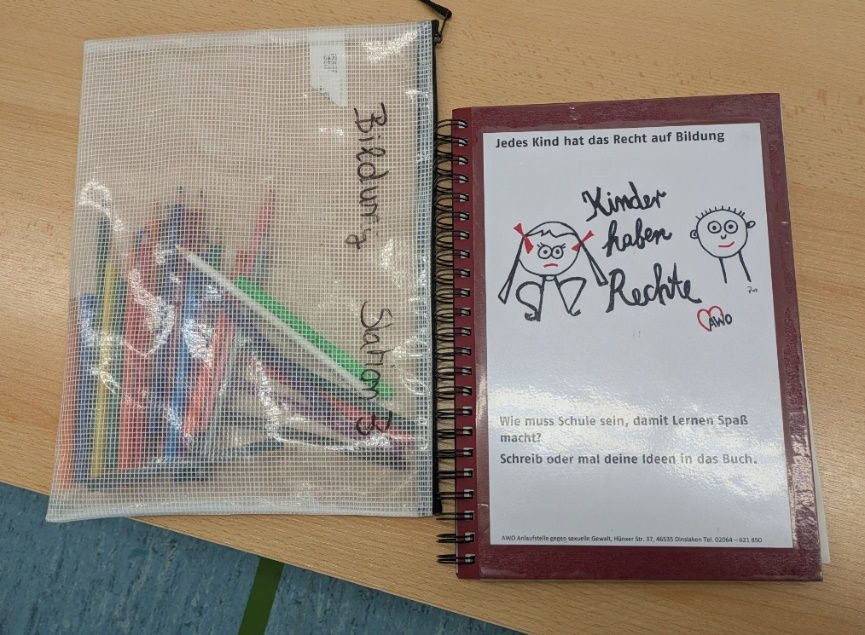 Bildung Station 3
Jedes Kind hat das Recht auf Bildung
Kinder
haben
Rechte
AWO
Wie muss Schule sein, damit Lernen Spaß
macht?
Schreib oder mal deine Ideen in das Buch.
AWO Anlaufstelle gegen sexuelle Gewalt, Hünxer Str. 37, 46535 Dinslaken Tel. 02064 – 621 850